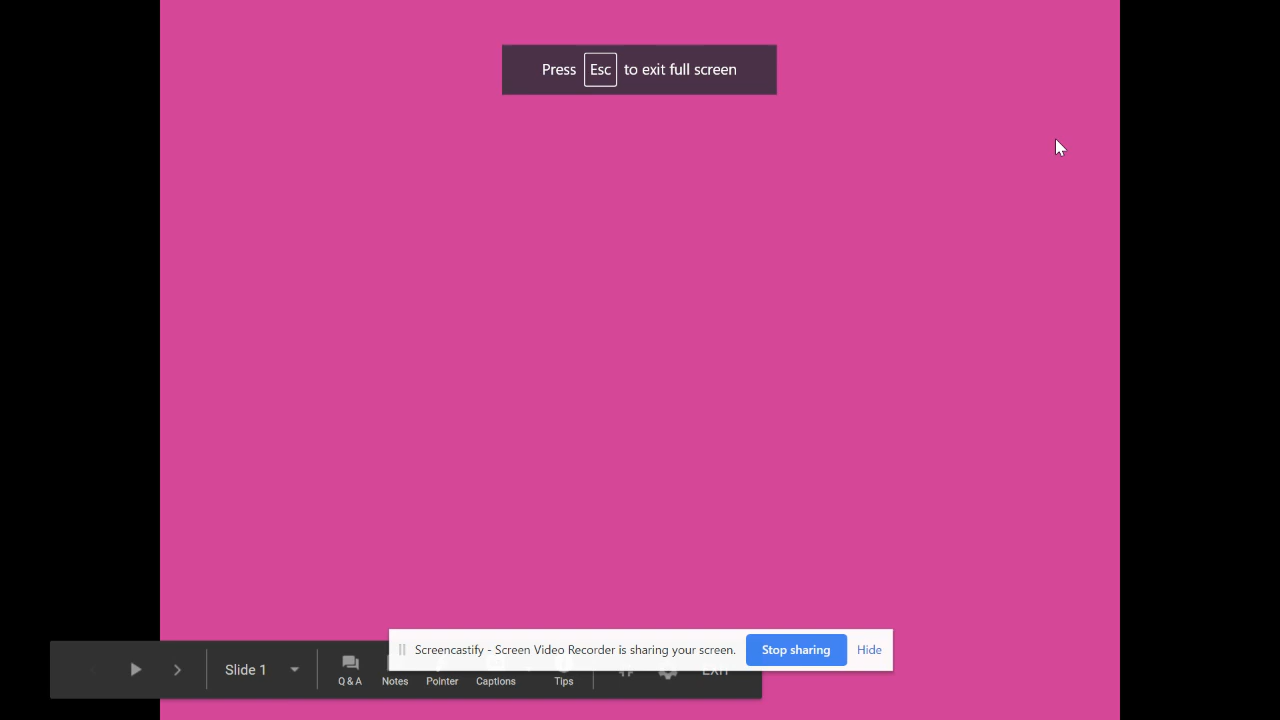 Press Esc to exit full screen
Screencastify - Screen Video Recorder is sharing your screen. Stop sharing Hide
Slide 1
Q & A Notes Pointer Captions Tips EXIT